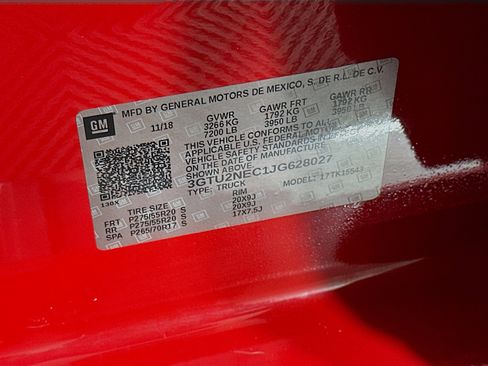 MFD BY GENERAL MOTORS DE MEXICO, S. DE R.L. DE C.V.
GM
11/18
GVWR GAWR FRT GAWR RR
3266 KG 1792 KG 1792 KG
7200 LB 3950 LB 3950 LB
THIS VEHICLE CONFORMS TO ALL
APPLICABLE U.S. FEDERAL MOTOR
VEHICLE SAFETY STANDARDS IN EFFECT
ON THE DATE OF MANUFACTURE
3GTU2NEC1JG628027
TYPE: TRUCK MODEL: 17TK15543
TIRE SIZE RIM
FRT P275/55R20 S 20X9J
RR P275/55R20 S 20X9J
SPA P265/70R17 S 17X7.5J